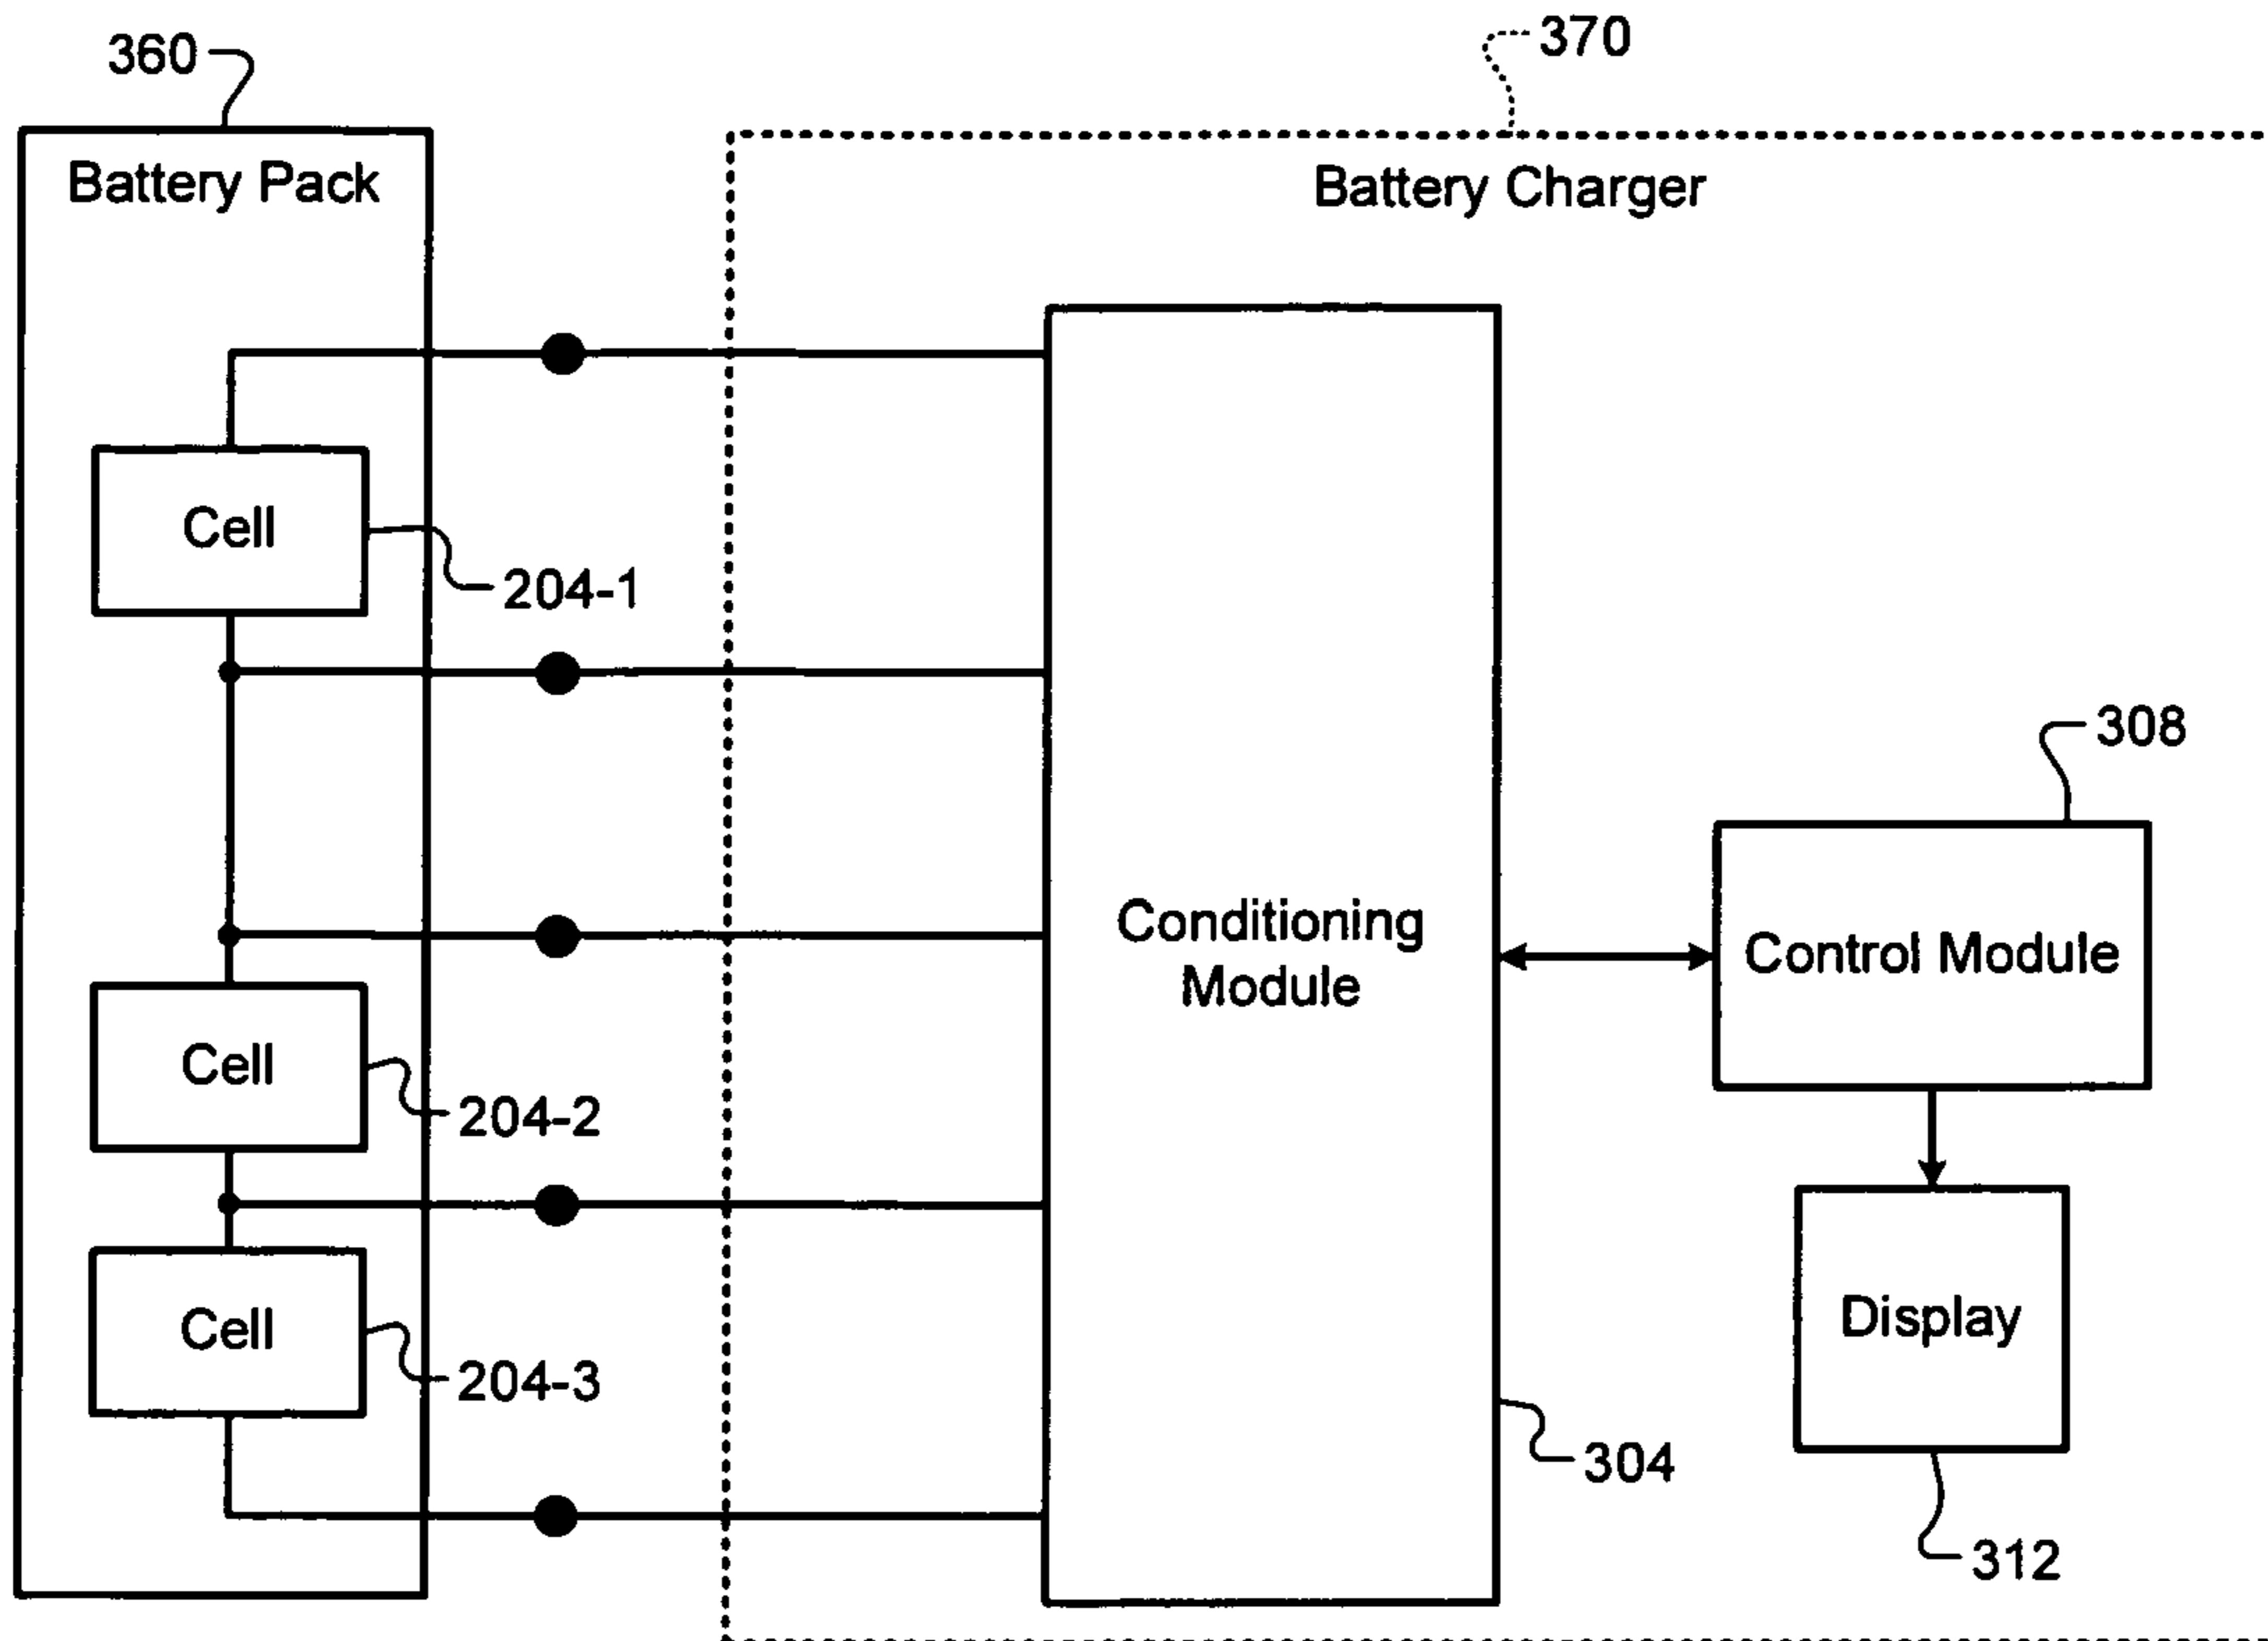 370
360
Battery Pack
Battery Charger
Cell
204-1
308
Conditioning
Module
Control Module
Cell
204-2
Display
Cell
204-3
304
312